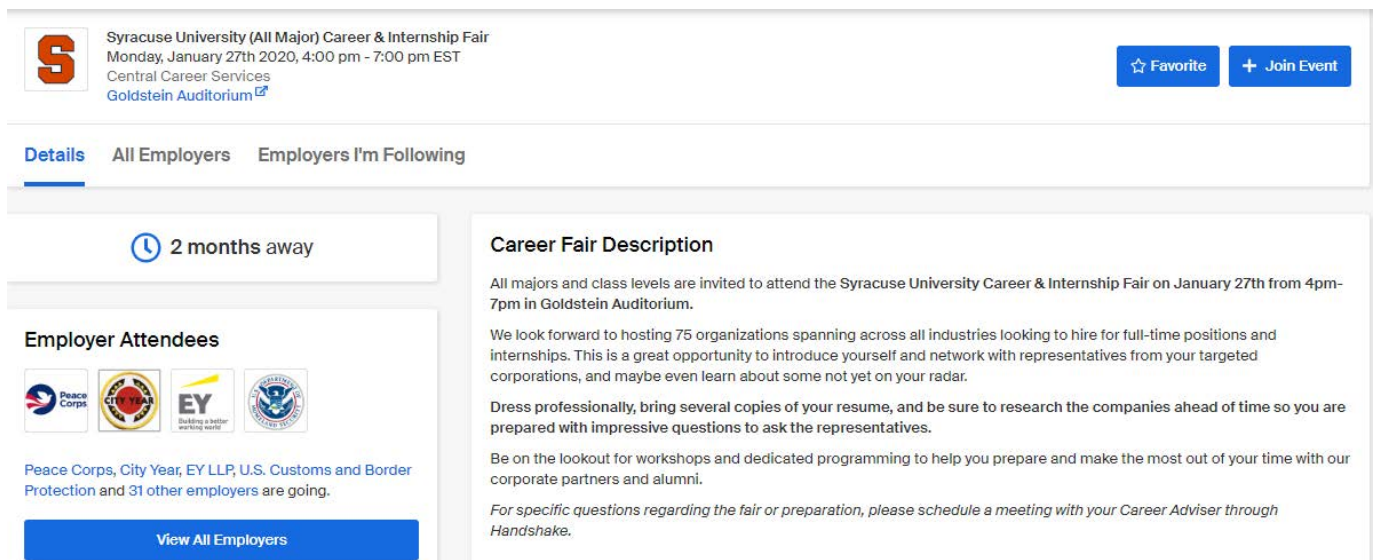 S
Syracuse University (All Major) Career & Internship Fair
Monday, January 27th 2020, 4:00 pm - 7:00 pm EST
Central Career Services
Goldstein Auditorium
Favorite
+ Join Event
Details
All Employers
Employers I'm Following
2 months away
Employer Attendees
Peace
Corps
CITY YEAR
EY
Building a better
working world
U.S. DEPARTMENT OF
HOMELAND SECURITY
Peace Corps, City Year, EY LLP, U.S. Customs and Border
Protection and 31 other employers are going.
View All Employers
Career Fair Description
All majors and class levels are invited to attend the Syracuse University Career & Internship Fair on January 27th from 4pm-
7pm in Goldstein Auditorium.
We look forward to hosting 75 organizations spanning across all industries looking to hire for full-time positions and
internships. This is a great opportunity to introduce yourself and network with representatives from your targeted
corporations, and maybe even learn about some not yet on your radar.
Dress professionally, bring several copies of your resume, and be sure to research the companies ahead of time so you are
prepared with impressive questions to ask the representatives.
Be on the lookout for workshops and dedicated programming to help you prepare and make the most out of your time with our
corporate partners and alumni.
For specific questions regarding the fair or preparation, please schedule a meeting with your Career Adviser through
Handshake.